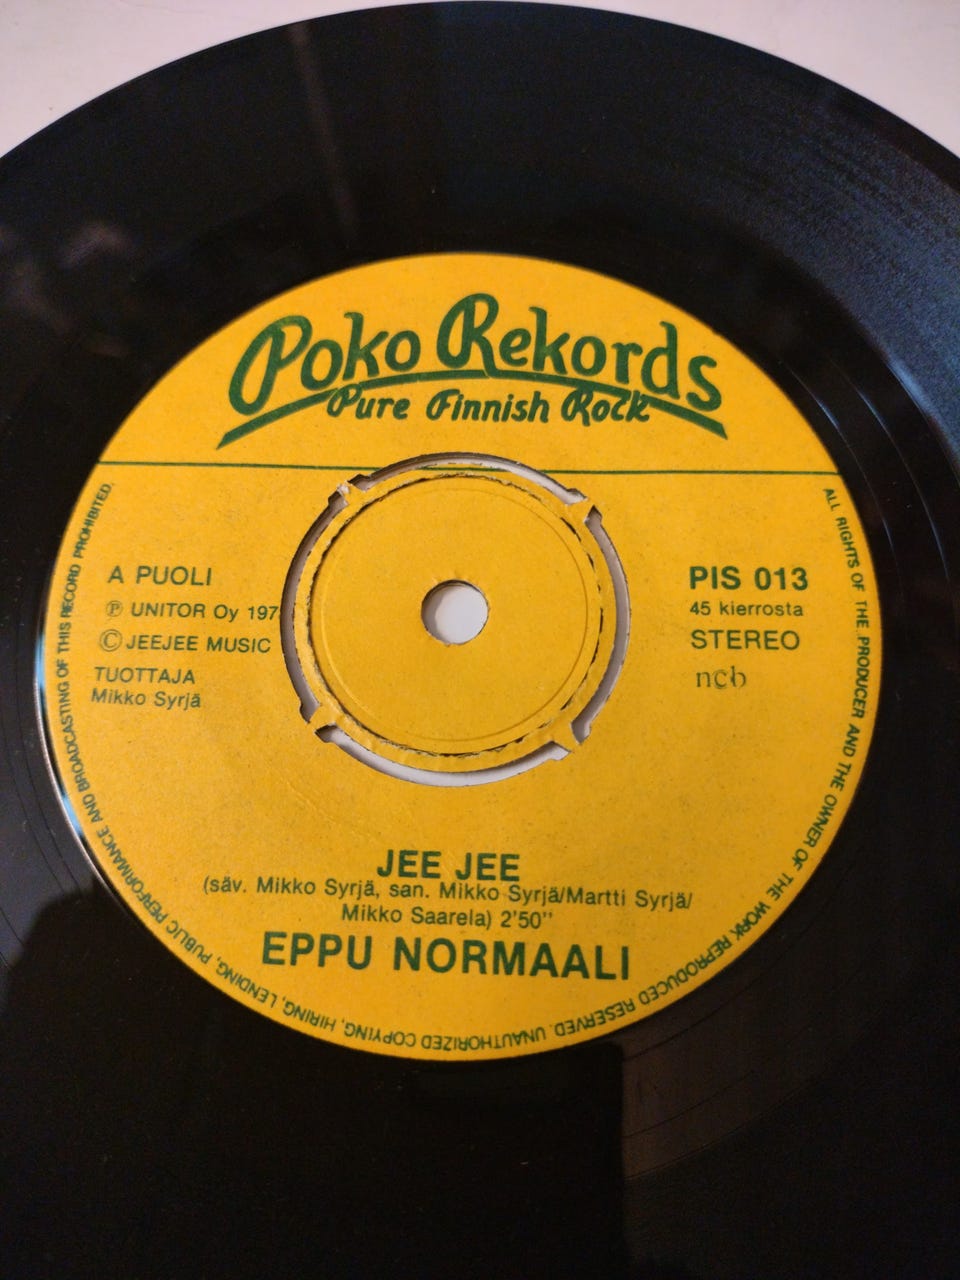 Poko Rekords
Pure Finnish Rock
A PUOLI
Ⓟ UNITOR Oy 197
© JEEJEE MUSIC
TUOTTAJA
Mikko Syrjä
PIS 013
45 kierrosta
STEREO
ncb
JEE JEE
(säv. Mikko Syrjä, san. Mikko Syrjä/Martti Syrjä/
Mikko Saarela) 2'50"
EPPU NORMAALI
ALL RIGHTS OF THE PRODUCER AND THE OWNER OF THE WORK REPRODUCED RESERVED. UNAUTHORIZED COPYING, HIRING, LENDING, PUBLIC PERFORMANCE AND BROADCASTING OF THIS RECORD PROHIBITED.